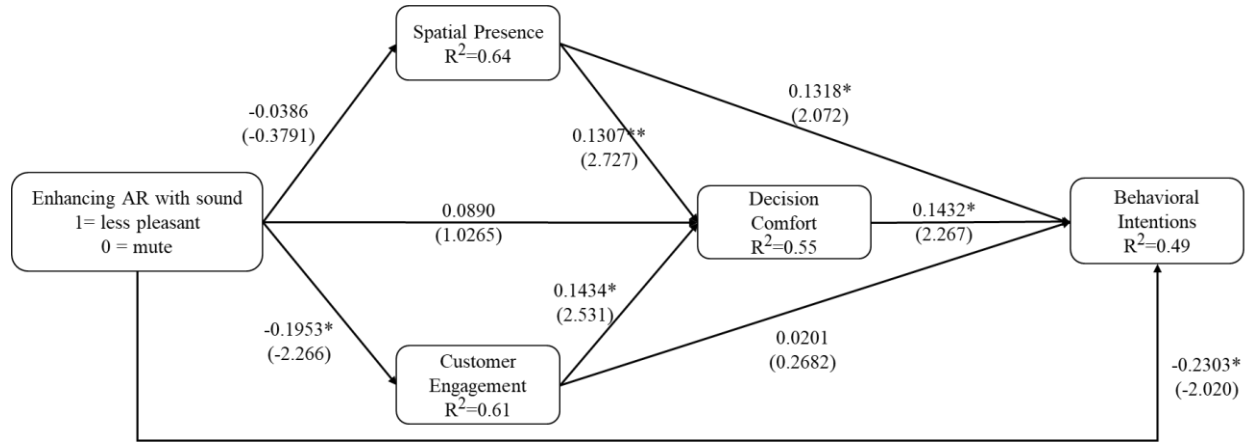 Spatial Presence
R²=0.64
-0.0386
(-0.3791)
0.1318*
(2.072)
0.1307**
(2.727)
Enhancing AR with sound
1= less pleasant
0 = mute
0.0890
(1.0265)
Decision
Comfort
R²=0.55
0.1432*
(2.267)
Behavioral
Intentions
R²=0.49
-0.1953*
(-2.266)
0.1434*
(2.531)
Customer
Engagement
R²=0.61
0.0201
(0.2682)
-0.2303*
(-2.020)